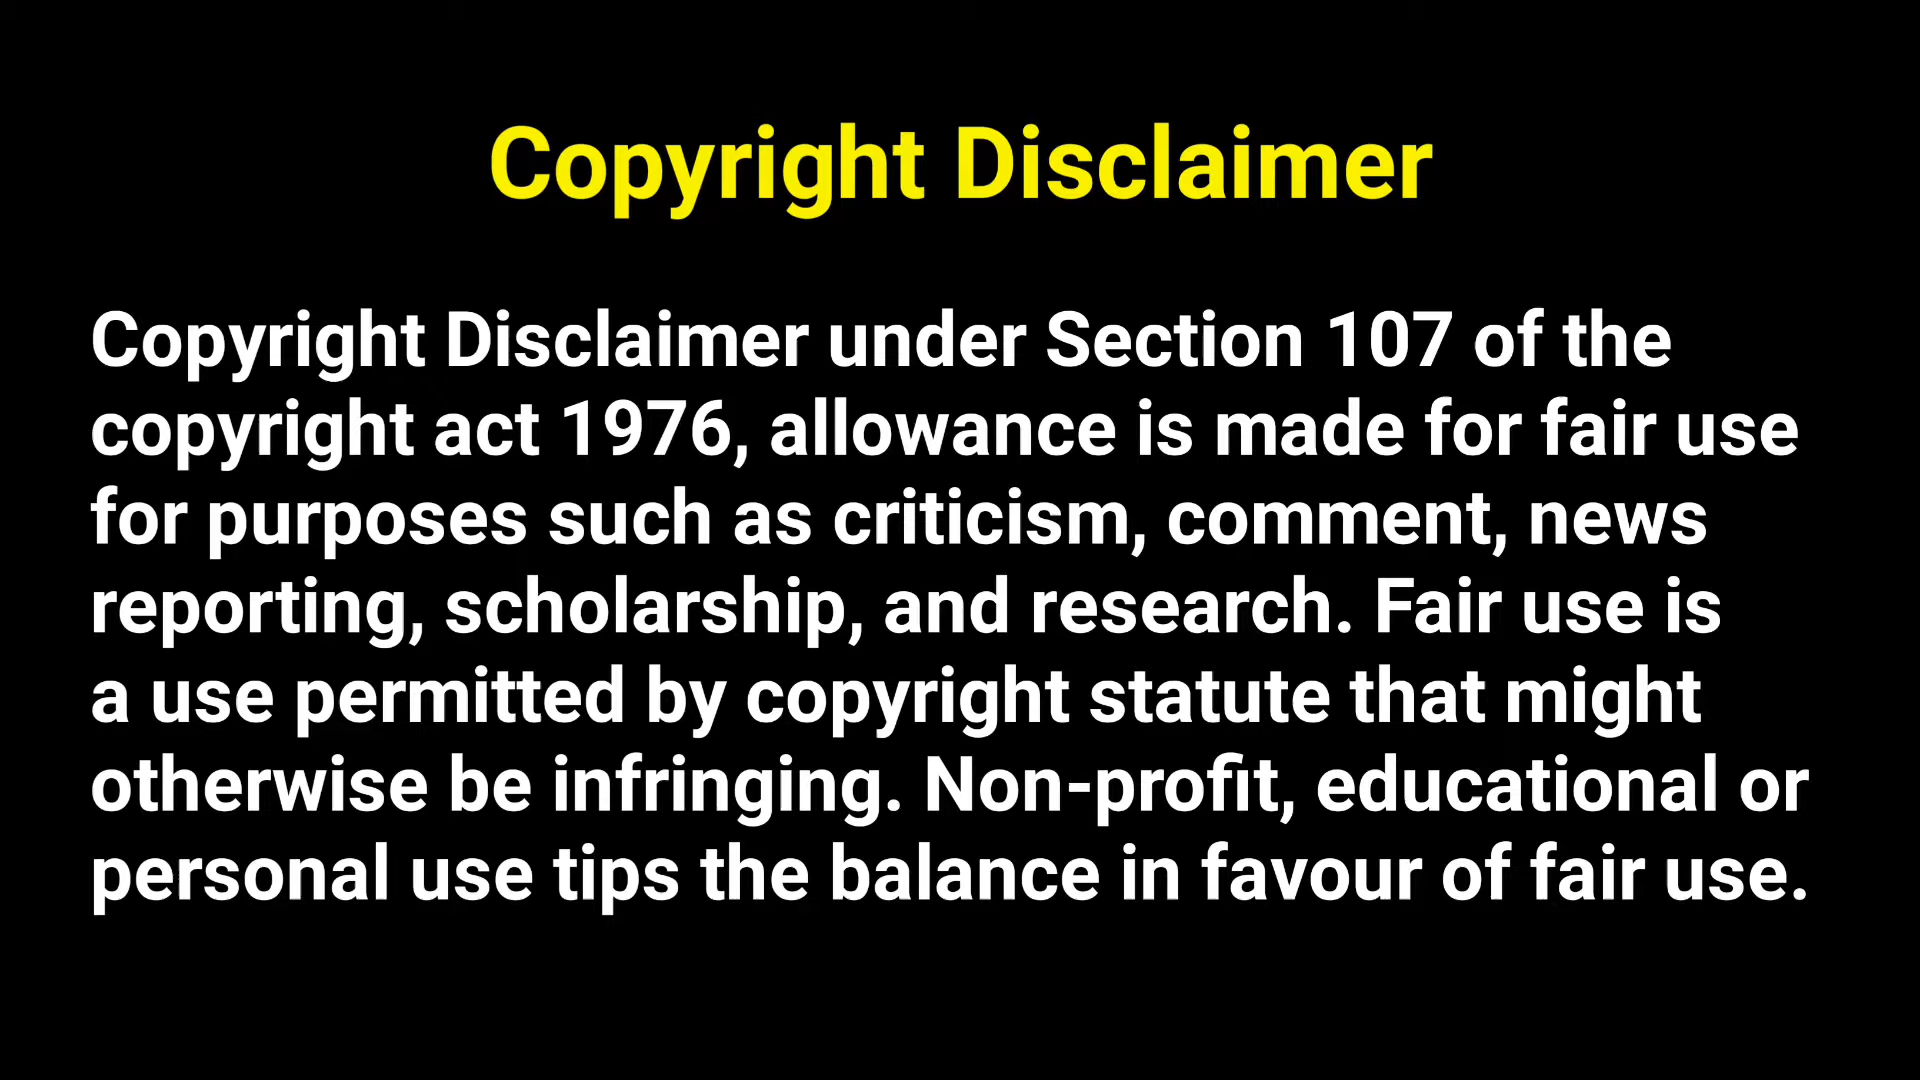 Copyright Disclaimer
Copyright Disclaimer under Section 107 of the
copyright act 1976, allowance is made for fair use
for purposes such as criticism, comment, news
reporting, scholarship, and research. Fair use is
a use permitted by copyright statute that might
otherwise be infringing. Non-profit, educational or
personal use tips the balance in favour of fair use.